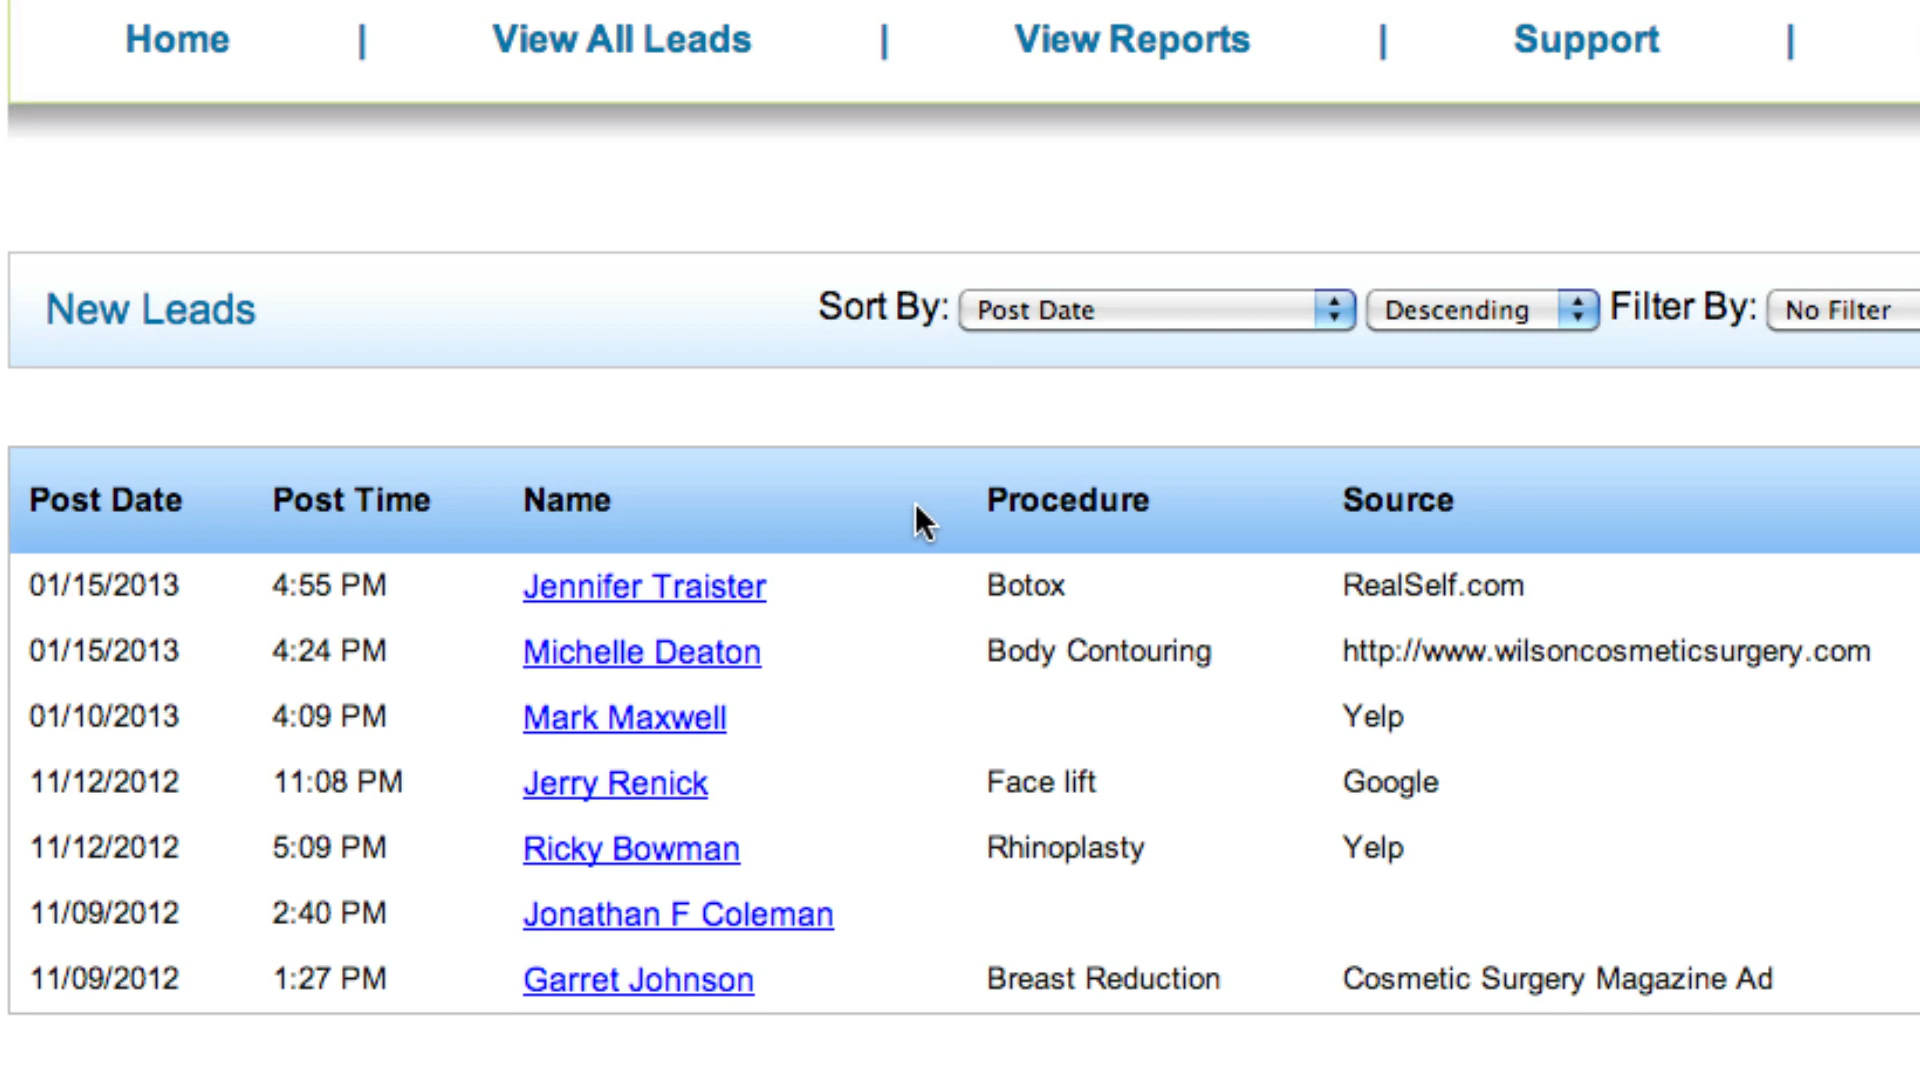 Home | View All Leads | View Reports | Support |
New Leads Sort By: Post Date Descending Filter By: No Filter
Post Date Post Time Name Procedure Source
01/15/2013 4:55 PM Jennifer Traister Botox RealSelf.com
01/15/2013 4:24 PM Michelle Deaton Body Contouring http://www.wilsoncosmeticsurgery.com
01/10/2013 4:09 PM Mark Maxwell Yelp
11/12/2012 11:08 PM Jerry Renick Face lift Google
11/12/2012 5:09 PM Ricky Bowman Rhinoplasty Yelp
11/09/2012 2:40 PM Jonathan F Coleman
11/09/2012 1:27 PM Garret Johnson Breast Reduction Cosmetic Surgery Magazine Ad